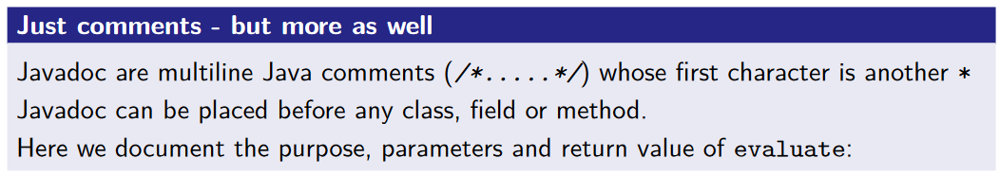 Just comments - but more as well
Javadoc are multiline Java comments (/*.....*/) whose first character is another *
Javadoc can be placed before any class, field or method.
Here we document the purpose, parameters and return value of evaluate: